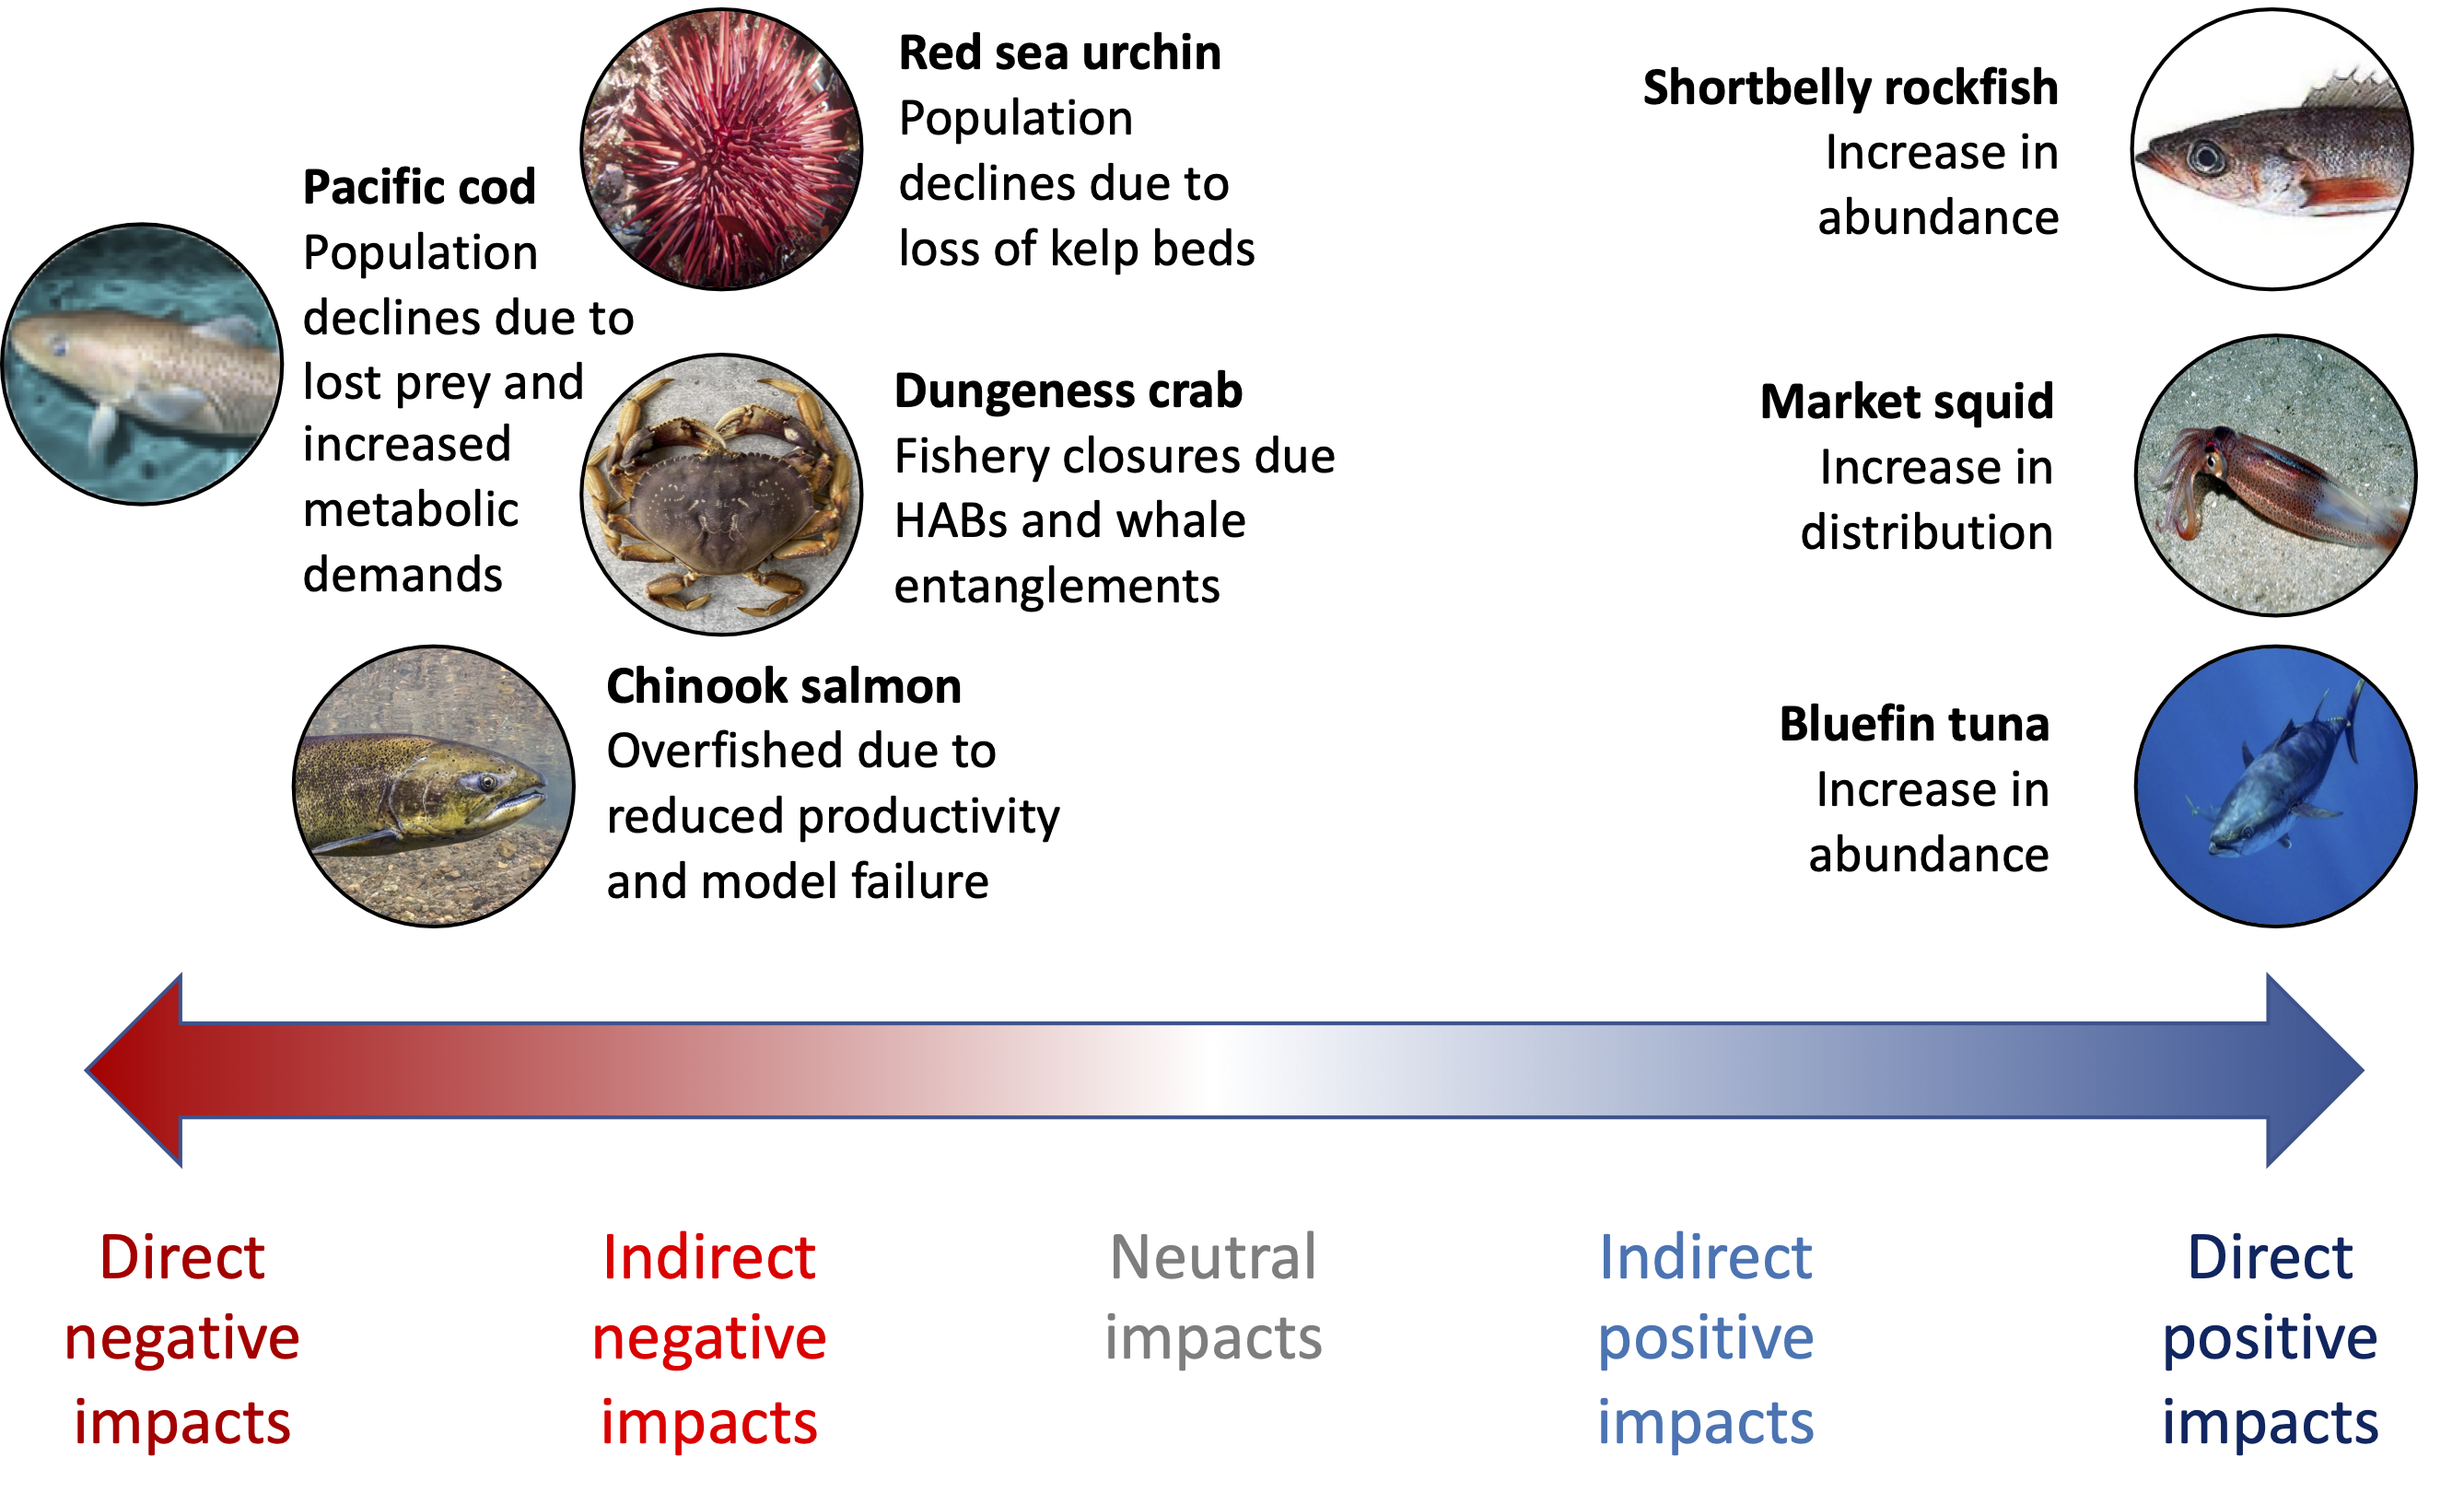 Pacific cod
Population
declines due to
lost prey and
increased
metabolic
demands
Red sea urchin
Population
declines due to
loss of kelp beds
Dungeness crab
Fishery closures due
HABs and whale
entanglements
Chinook salmon
Overfished due to
reduced productivity
and model failure
Shortbelly rockfish
Increase in
abundance
Market squid
Increase in
distribution
Bluefin tuna
Increase in
abundance
Direct
negative
impacts
Indirect
negative
impacts
Neutral
impacts
Indirect
positive
impacts
Direct
positive
impacts